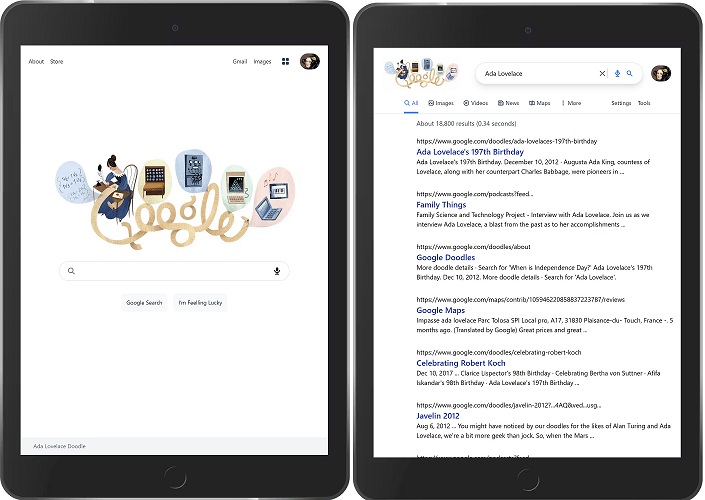 About Store
Gmail Images
Google
Google Search
I'm Feeling Lucky
Ada Lovelace Doodle
Google
Ada Lovelace
All
Images
Videos
News
Maps
More
Settings
Tools
About 18,800 results (0.34 seconds)
https://www.google.com/doodles/ada-lovelaces-197th-birthday
Ada Lovelace's 197th Birthday
Ada Lovelace's 197th Birthday. December 10, 2012 · Augusta Ada King, countess of
Lovelace, along with her counterpart Charles Babbage, were pioneers in ...
https://www.google.com/podcasts?feed...
Family Things
Family Science and Technology Project - Interview with Ada Lovelace. Join us as we
interview Ada Lovelace, a blast from the past as to her accomplishments ...
https://www.google.com/doodles/about
Google Doodles
More doodle details · Search for 'When is Independence Day?' Ada Lovelace's 197th
Birthday. Dec 10, 2012. More doodle details · Search for 'Ada Lovelace'.
https://www.google.com/maps/contrib/105946220858837223787/reviews
Google Maps
Impasse ada lovelace Parc Tolosa SPI Local pro, A17, 31830 Plaisance-du- Touch, France -. 5
months ago. (Translated by Google) Great prices and great ...
https://www.google.com/doodles/celebrating-robert-koch
Celebrating Robert Koch
Dec 10, 2017 ... Clarice Lispector's 98th Birthday · Celebrating Bertha von Suttner · Afifa
Iskandar's 98th Birthday · Ada Lovelace's 197th Birthday ...
https://www.google.com/doodles/javelin-2012?...4AQ&ved...usg...
Javelin 2012
Aug 6, 2012 ... You might have noticed by our doodles for the likes of Alan Turing and Ada
Lovelace, we're a bit more geek than jock. So, when the Mars ...